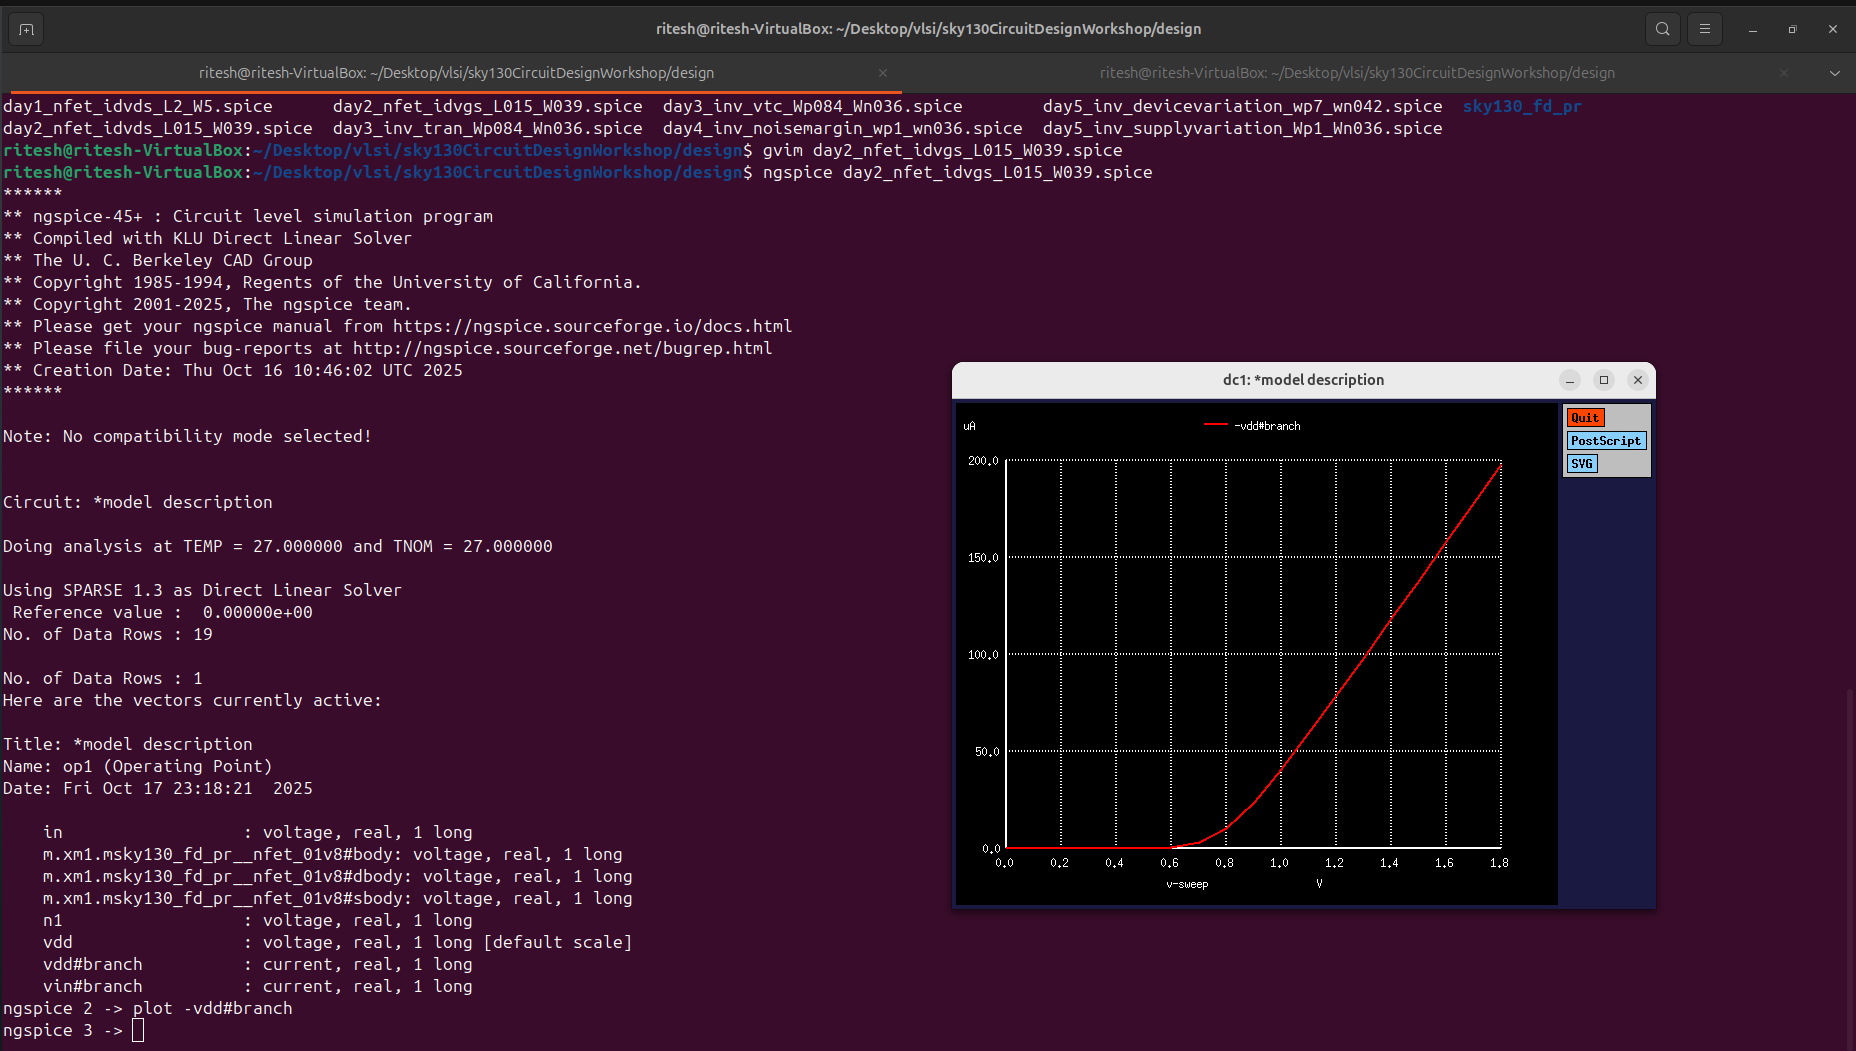 ritesh@ritesh-VirtualBox: ~/Desktop/vlsi/sky130CircuitDesignWorkshop/design
ritesh@ritesh-VirtualBox: ~/Desktop/vlsi/sky130CircuitDesignWorkshop/design × ritesh@ritesh-VirtualBox: ~/Desktop/vlsi/sky130CircuitDesignWorkshop/design ×
day1_nfet_idvds_L2_W5.spice day2_nfet_idvgs_L015_W039.spice day3_inv_vtc_Wp084_Wn036.spice day5_inv_devicevariation_wp7_wn042.spice sky130_fd_pr
day2_nfet_idvds_L015_W039.spice day3_inv_tran_Wp084_Wn036.spice day4_inv_noisemargin_wp1_wn036.spice day5_inv_supplyvariation_Wp1_Wn036.spice
ritesh@ritesh-VirtualBox:~/Desktop/vlsi/sky130CircuitDesignWorkshop/design$ gvim day2_nfet_idvgs_L015_W039.spice
ritesh@ritesh-VirtualBox:~/Desktop/vlsi/sky130CircuitDesignWorkshop/design$ ngspice day2_nfet_idvgs_L015_W039.spice
******
** ngspice-45+ : Circuit level simulation program
** Compiled with KLU Direct Linear Solver
** The U. C. Berkeley CAD Group
** Copyright 1985-1994, Regents of the University of California.
** Copyright 2001-2025, The ngspice team.
** Please get your ngspice manual from https://ngspice.sourceforge.io/docs.html
** Please file your bug-reports at http://ngspice.sourceforge.net/bugrep.html
** Creation Date: Thu Oct 16 10:46:02 UTC 2025
******
Note: No compatibility mode selected!
Circuit: *model description
Doing analysis at TEMP = 27.000000 and TNOM = 27.000000
Using SPARSE 1.3 as Direct Linear Solver
Reference value : 0.00000e+00
No. of Data Rows : 19
No. of Data Rows : 1
Here are the vectors currently active:
Title: *model description
Name: op1 (Operating Point)
Date: Fri Oct 17 23:18:21 2025
in : voltage, real, 1 long
m.xm1.msky130_fd_pr__nfet_01v8#body: voltage, real, 1 long
m.xm1.msky130_fd_pr__nfet_01v8#dbody: voltage, real, 1 long
m.xm1.msky130_fd_pr__nfet_01v8#sbody: voltage, real, 1 long
n1 : voltage, real, 1 long
vdd : voltage, real, 1 long [default scale]
vdd#branch : current, real, 1 long
vin#branch : current, real, 1 long
ngspice 2 -> plot -vdd#branch
ngspice 3 ->
dc1: *model description
Quit
PostScript
SVG
uA
-vdd#branch
200.0
150.0
100.0
50.0
0.0
0.0 0.2 0.4 0.6 0.8 1.0 1.2 1.4 1.6 1.8
v-sweep V